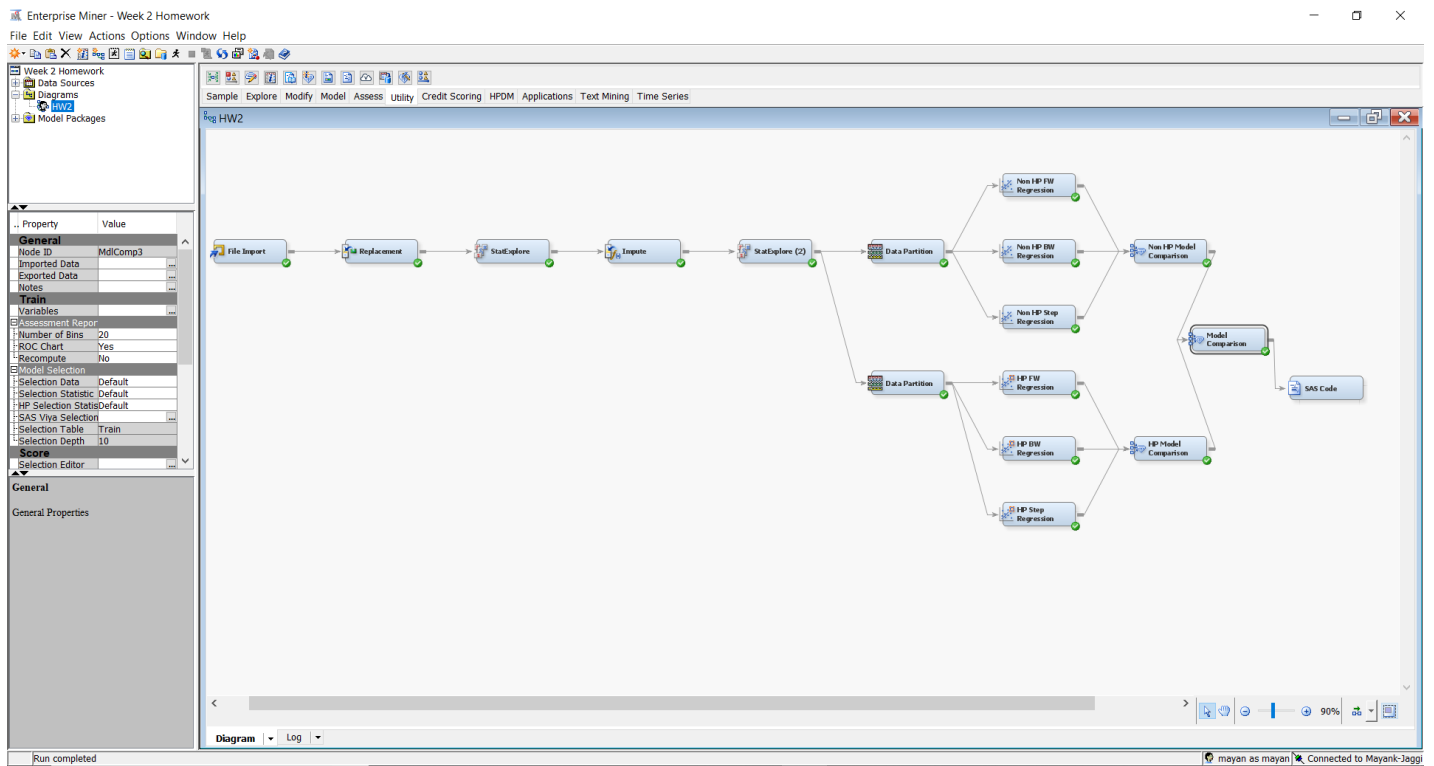 Enterprise Miner - Week 2 Homework
File Edit View Actions Options Window Help
Week 2 Homework
Data Sources
Diagrams
HW2
Model Packages
Sample Explore Modify Model Assess Utility Credit Scoring HPDM Applications Text Mining Time Series
HW2
.. Property Value
General
Node ID MdlComp3
Imported Data ...
Exported Data ...
Notes ...
Train
Variables ...
Assessment Repor
Number of Bins 20
ROC Chart Yes
Recompute No
Model Selection
Selection Data Default
Selection Statistic Default
HP Selection Statis Default
SAS Viya Selection ...
Selection Table Train
Selection Depth 10
Score
Selection Editor ...
General
General Properties
File Import
Replacement
StatExplore
Impute
StatExplore (2)
Data Partition
Data Partition
Non HP FW
Regression
Non HP BW
Regression
Non HP Step
Regression
HP FW
Regression
HP BW
Regression
HP Step
Regression
Non HP Model
Comparison
HP Model
Comparison
Model
Comparison
SAS Code
90%
Diagram Log
Run completed
mayan as mayan Connected to Mayank-Jaggi